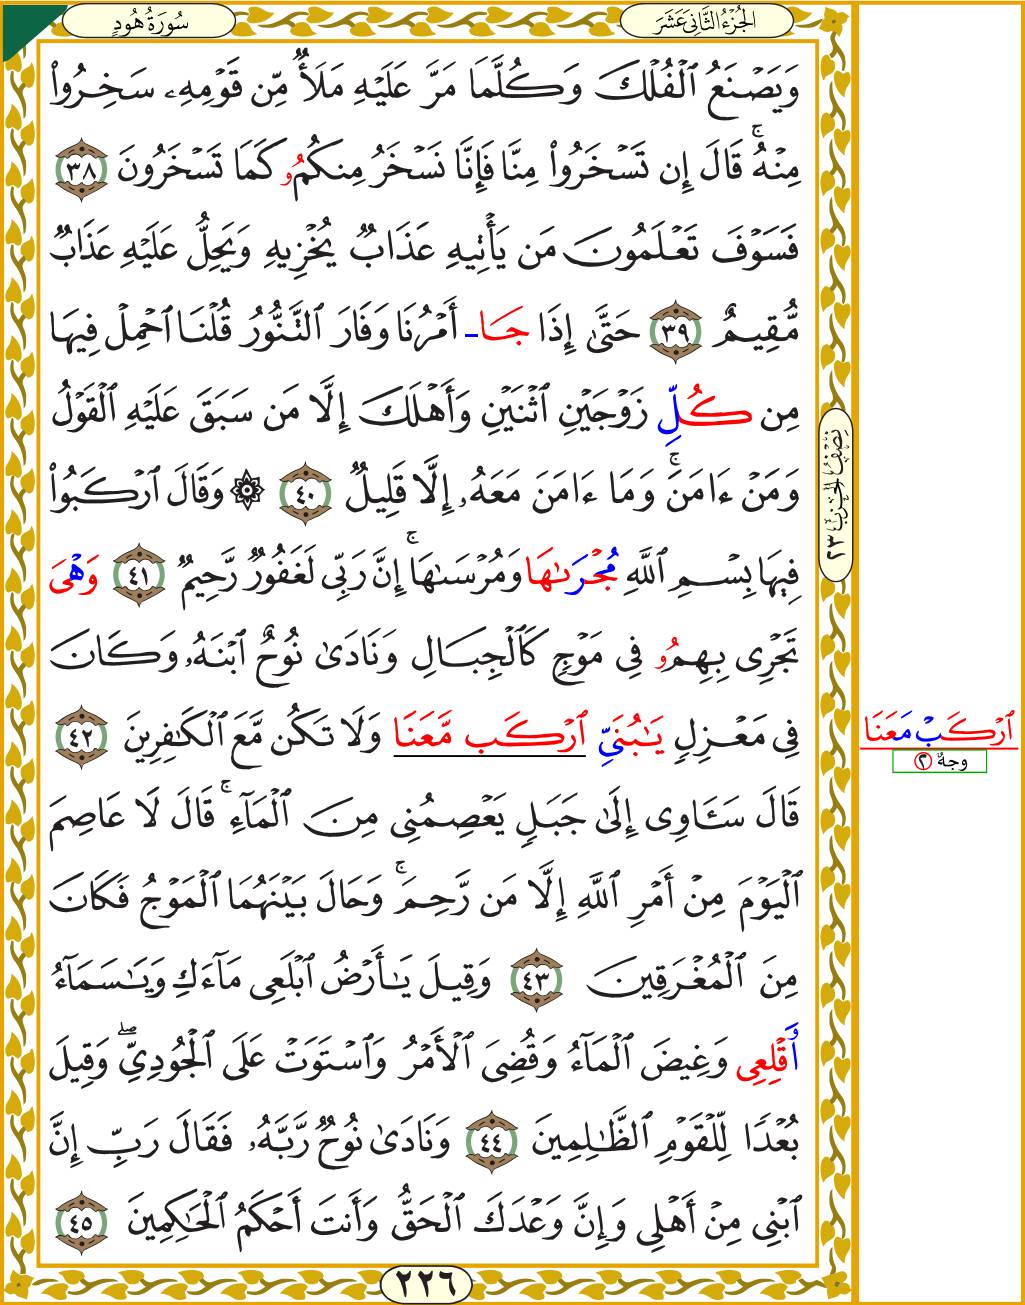 سُورَةُ هُودٍ
الجُزْءُ الثَّانِي عَشَرَ
وَيَصْنَعُ ٱلْفُلْكَ وَكُلَّمَا مَرَّ عَلَيْهِ مَلَأٌ مِّن قَوْمِهِۦ سَخِرُوا۟
مِنْهُ ۚ قَالَ إِن تَسْخَرُوا۟ مِنَّا فَإِنَّا نَسْخَرُ مِنكُمُۥ كَمَا تَسْخَرُونَ ٣٨
فَسَوْفَ تَعْلَمُونَ مَن يَأْتِيهِ عَذَابٌ يُخْزِيهِ وَيَحِلُّ عَلَيْهِ عَذَابٌ
مُّقِيمٌ ٣٩ حَتَّىٰ إِذَا جَا أَمْرُنَا وَفَارَ ٱلتَّنُّورُ قُلْنَا ٱحْمِلْ فِيهَا
مِن كُلِّ زَوْجَيْنِ ٱثْنَيْنِ وَأَهْلَكَ إِلَّا مَن سَبَقَ عَلَيْهِ ٱلْقَوْلُ
وَمَنْ ءَامَنَ ۚ وَمَا ءَامَنَ مَعَهُۥ إِلَّا قَلِيلٌ ٤٠ ۞ وَقَالَ ٱرْكَبُوا۟
فِيهَا بِسْمِ ٱللَّهِ مُجْرَىٰهَا وَمُرْسَىٰهَا ۚ إِنَّ رَبِّى لَغَفُورٌ رَّحِيمٌ ٤١ وَهْىَ
تَجْرِى بِهِمُۥ فِى مَوْجٍ كَٱلْجِبَالِ وَنَادَىٰ نُوحٌ ٱبْنَهُۥ وَكَانَ
فِى مَعْزِلٍ يَٰبُنَىِّ ٱرْكَب مَّعَنَا وَلَا تَكُن مَّعَ ٱلْكَٰفِرِينَ ٤٢
قَالَ سَـَٔاوِى إِلَىٰ جَبَلٍ يَعْصِمُنِى مِنَ ٱلْمَآءِ ۚ قَالَ لَا عَاصِمَ
ٱلْيَوْمَ مِنْ أَمْرِ ٱللَّهِ إِلَّا مَن رَّحِمَ ۚ وَحَالَ بَيْنَهُمَا ٱلْمَوْجُ فَكَانَ
مِنَ ٱلْمُغْرَقِينَ ٤٣ وَقِيلَ يَٰٓأَرْضُ ٱبْلَعِى مَآءَكِ وَيَٰسَمَآءُ
أَقْلِعِى وَغِيضَ ٱلْمَآءُ وَقُضِىَ ٱلْأَمْرُ وَٱسْتَوَتْ عَلَى ٱلْجُودِىِّ ۖ وَقِيلَ
بُعْدًا لِّلْقَوْمِ ٱلظَّٰلِمِينَ ٤٤ وَنَادَىٰ نُوحٌ رَّبَّهُۥ فَقَالَ رَبِّ إِنَّ
ٱبْنِى مِنْ أَهْلِى وَإِنَّ وَعْدَكَ ٱلْحَقُّ وَأَنتَ أَحْكَمُ ٱلْحَٰكِمِينَ ٤٥
٢٢٦
نِصْفُ الحِزْبِ ٢٣
ٱرْكَبْ مَعَنَا
وجهٌ ٢